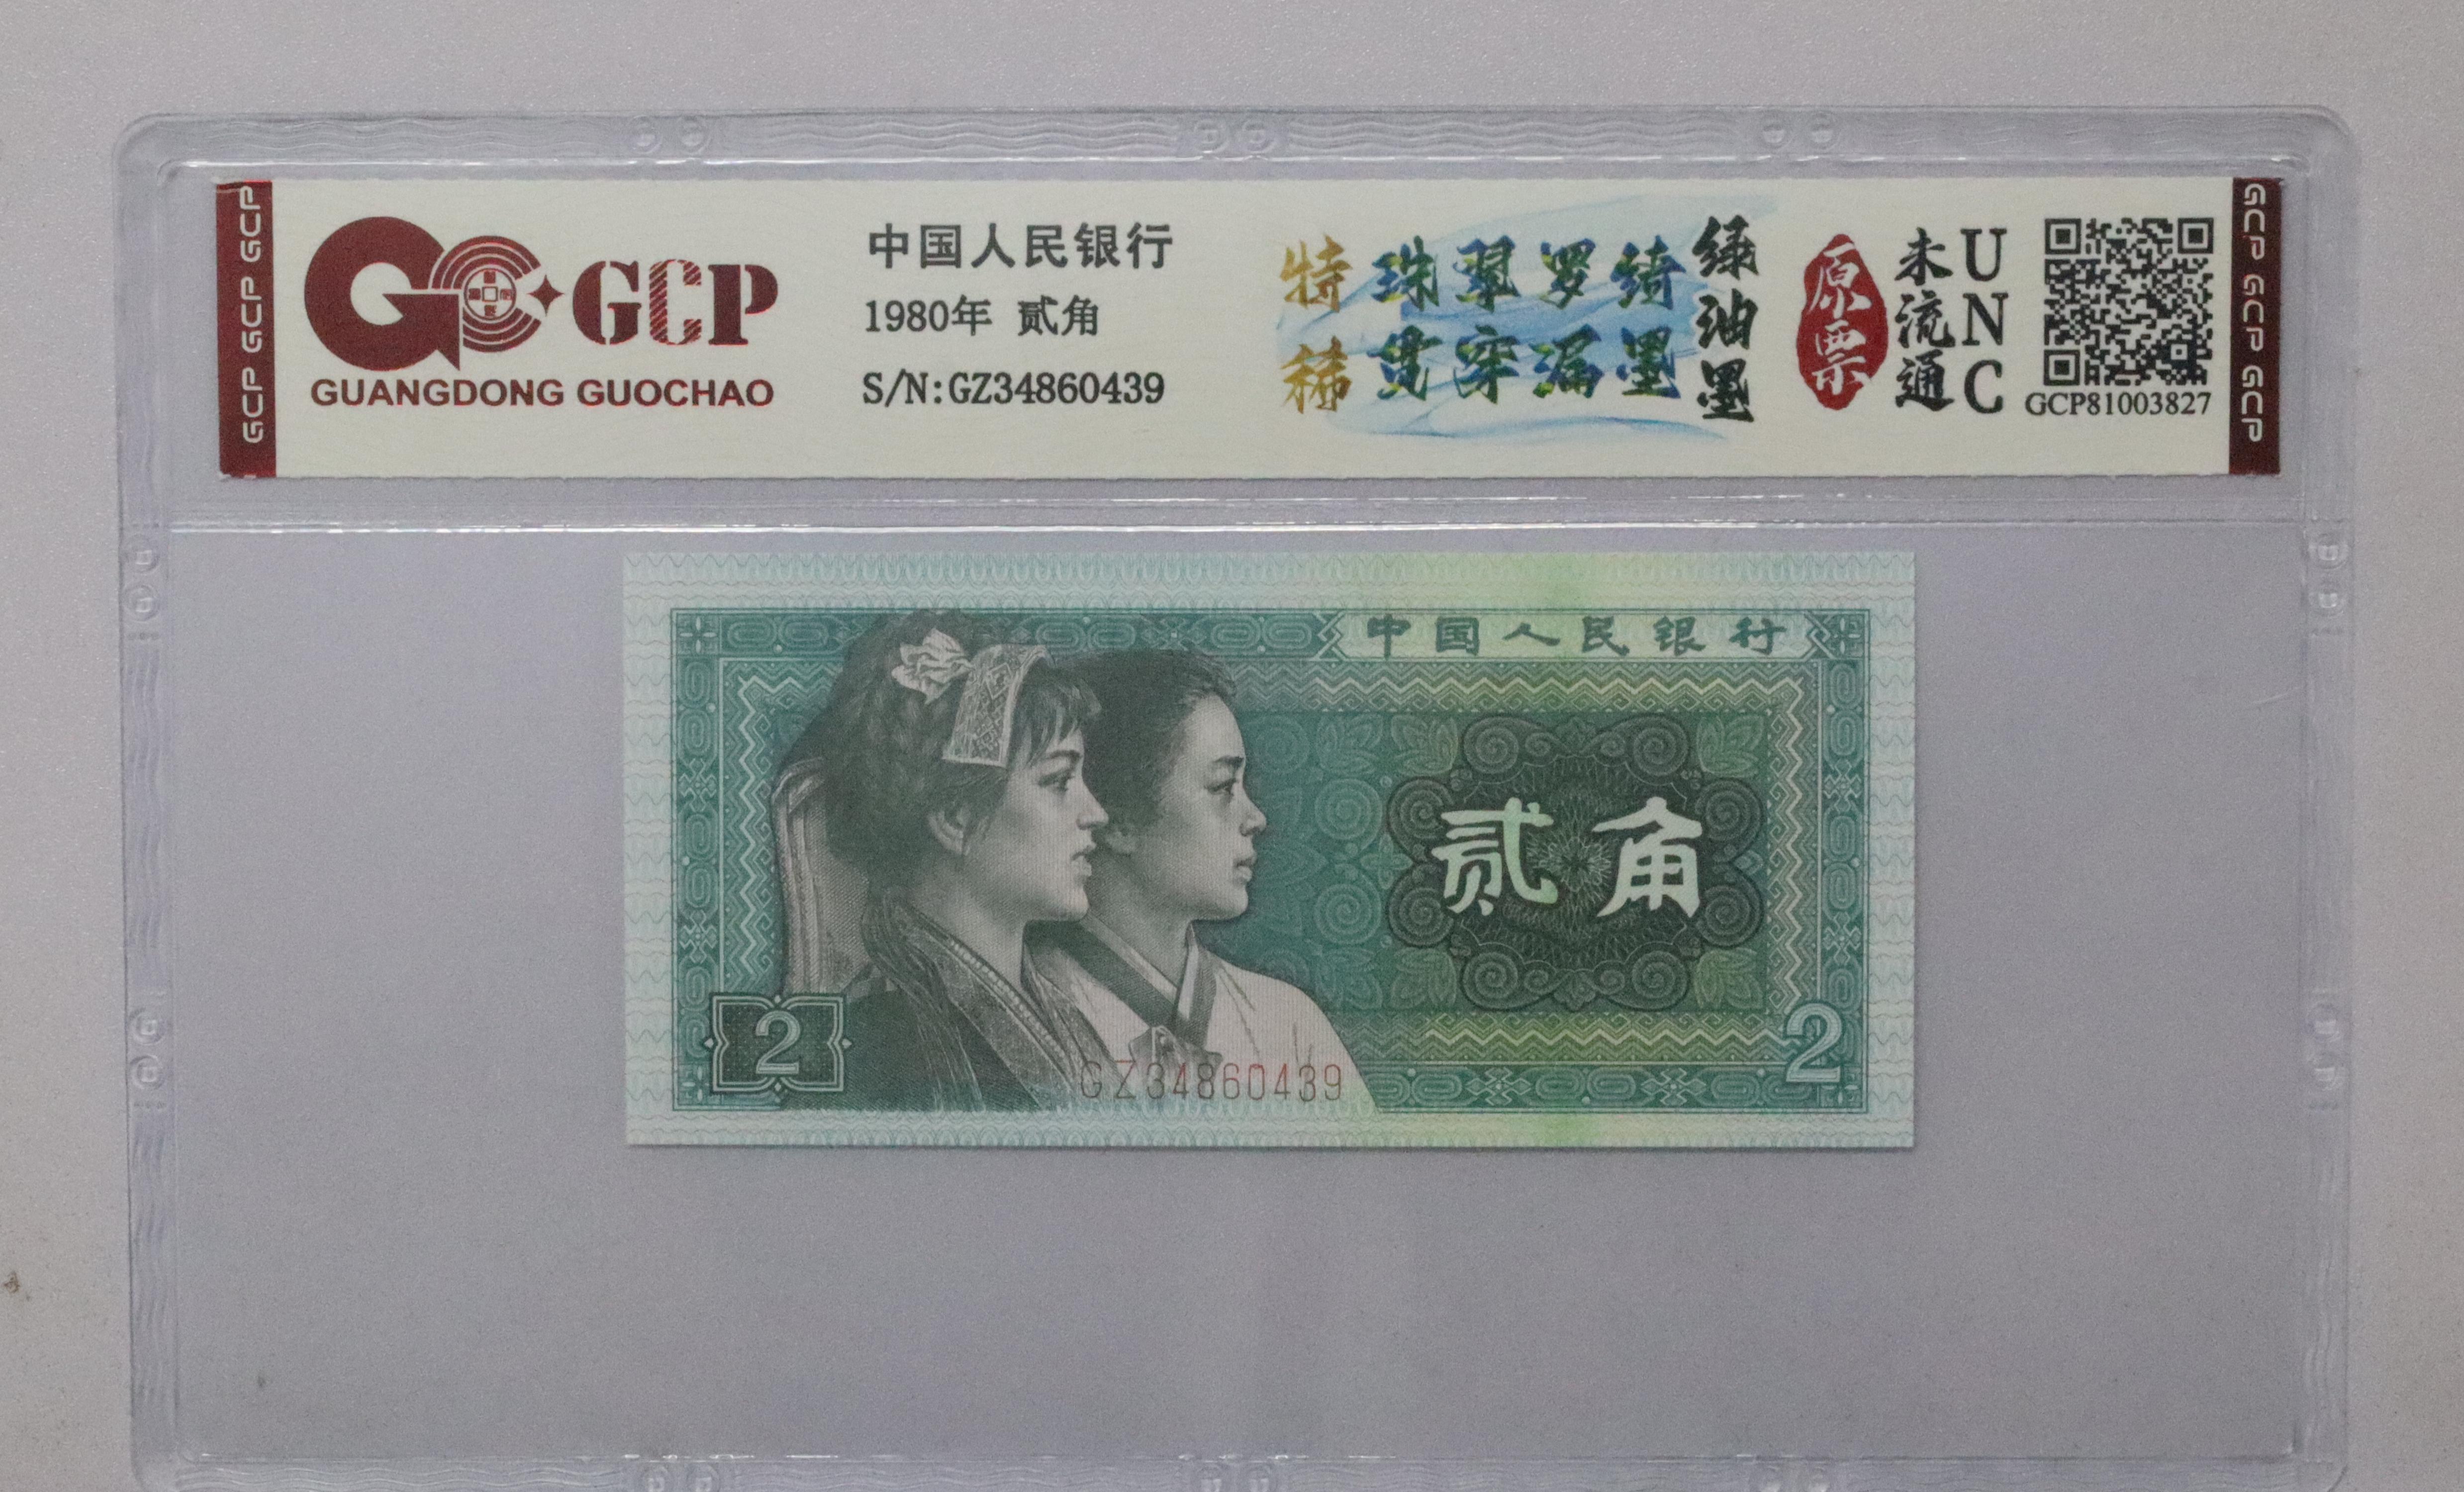 GCP GCP GCP
GCP
GUANGDONG GUOCHAO
中国人民银行
1980年 贰角
S/N:GZ34860439
特稀
珠翠罗绮
贯穿漏墨
绿油墨
原票
未流通
UNC
GCP81003827
GCP GCP GCP
中国人民银行
贰角
2
GZ34860439
2